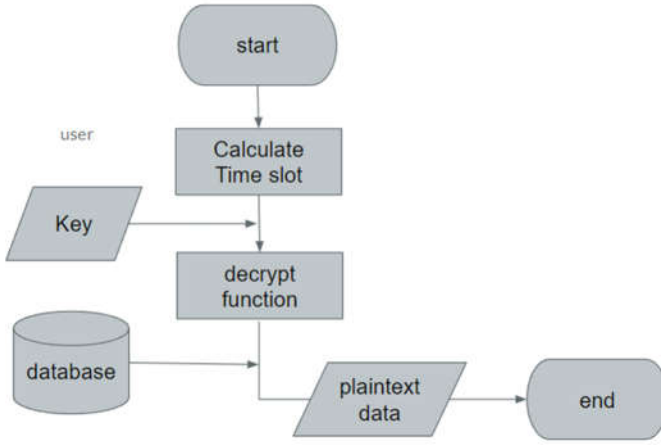 start
user
Calculate
Time slot
Key
decrypt
function
database
plaintext
data
end